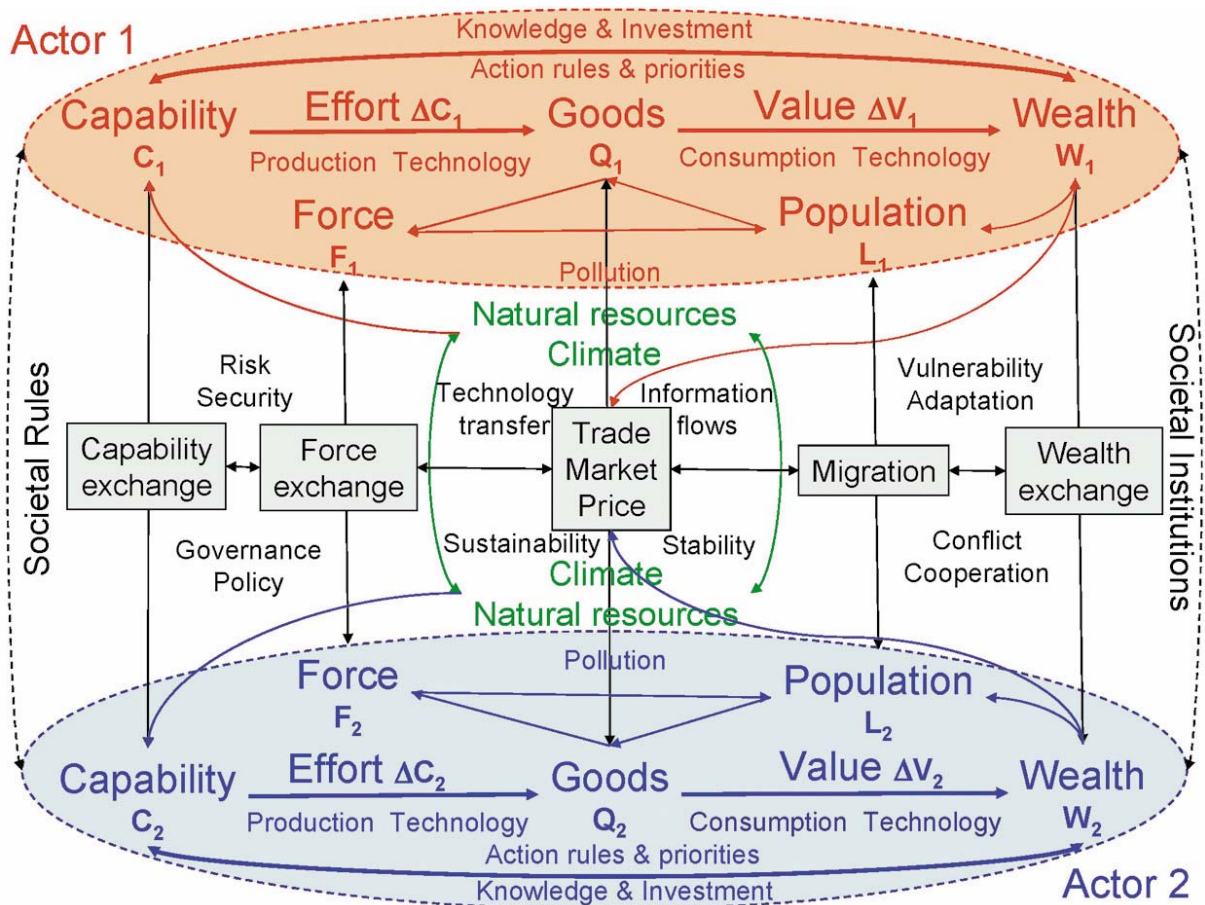 Actor 1
Knowledge & Investment
Action rules & priorities
Capability
C₁
Effort ΔC₁
Production Technology
Goods
Q₁
Value ΔV₁
Consumption Technology
Wealth
W₁
Force
F₁
Population
L₁
Pollution
Natural resources
Climate
Societal Rules
Risk
Security
Technology
transfer
Information
flows
Vulnerability
Adaptation
Societal Institutions
Capability
exchange
Force
exchange
Trade
Market
Price
Migration
Wealth
exchange
Governance
Policy
Sustainability
Stability
Conflict
Cooperation
Climate
Natural resources
Pollution
Force
F₂
Population
L₂
Capability
C₂
Effort ΔC₂
Production Technology
Goods
Q₂
Value ΔV₂
Consumption Technology
Wealth
W₂
Action rules & priorities
Knowledge & Investment
Actor 2